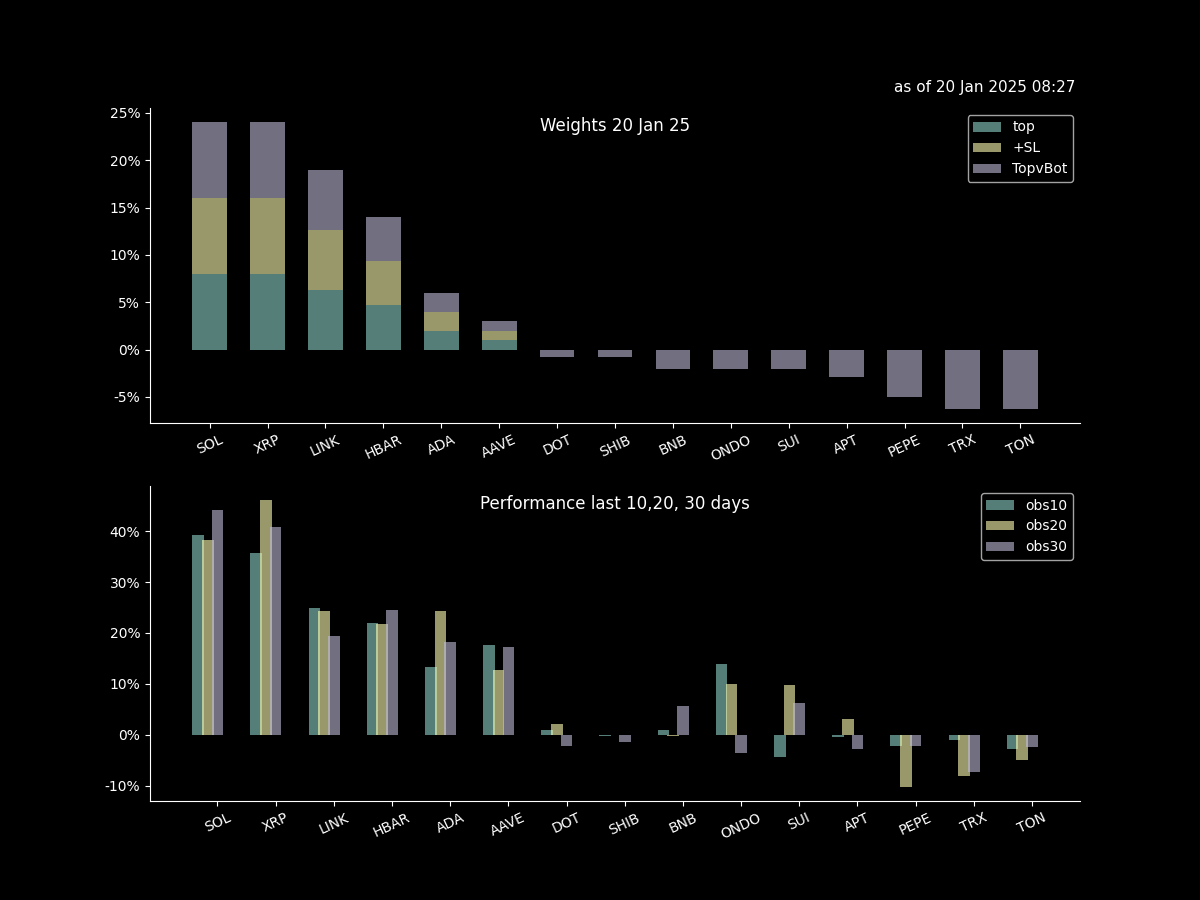 as of 20 Jan 2025 08:27
Weights 20 Jan 25
top
+SL
TopvBot
25%
20%
15%
10%
5%
0%
-5%
SOL XRP LINK HBAR ADA AAVE DOT SHIB BNB ONDO SUI APT PEPE TRX TON
Performance last 10,20, 30 days
obs10
obs20
obs30
40%
30%
20%
10%
0%
-10%
SOL XRP LINK HBAR ADA AAVE DOT SHIB BNB ONDO SUI APT PEPE TRX TON